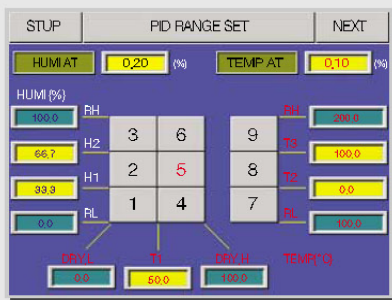 STUP PID RANGE SET NEXT
HUMI AT 0,20 (%) TEMP AT 0,10 (%)
HUMI (%)
RH RH
100,0 3 6 9 200,0
H2 T3
66,7 100,0
2 5 8
H1 T2
33,3 0,0
1 4 7
RL RL
0,0 100,0
DRY.L T1 DRY.H TEMP(°C)
0,0 50,0 100,0